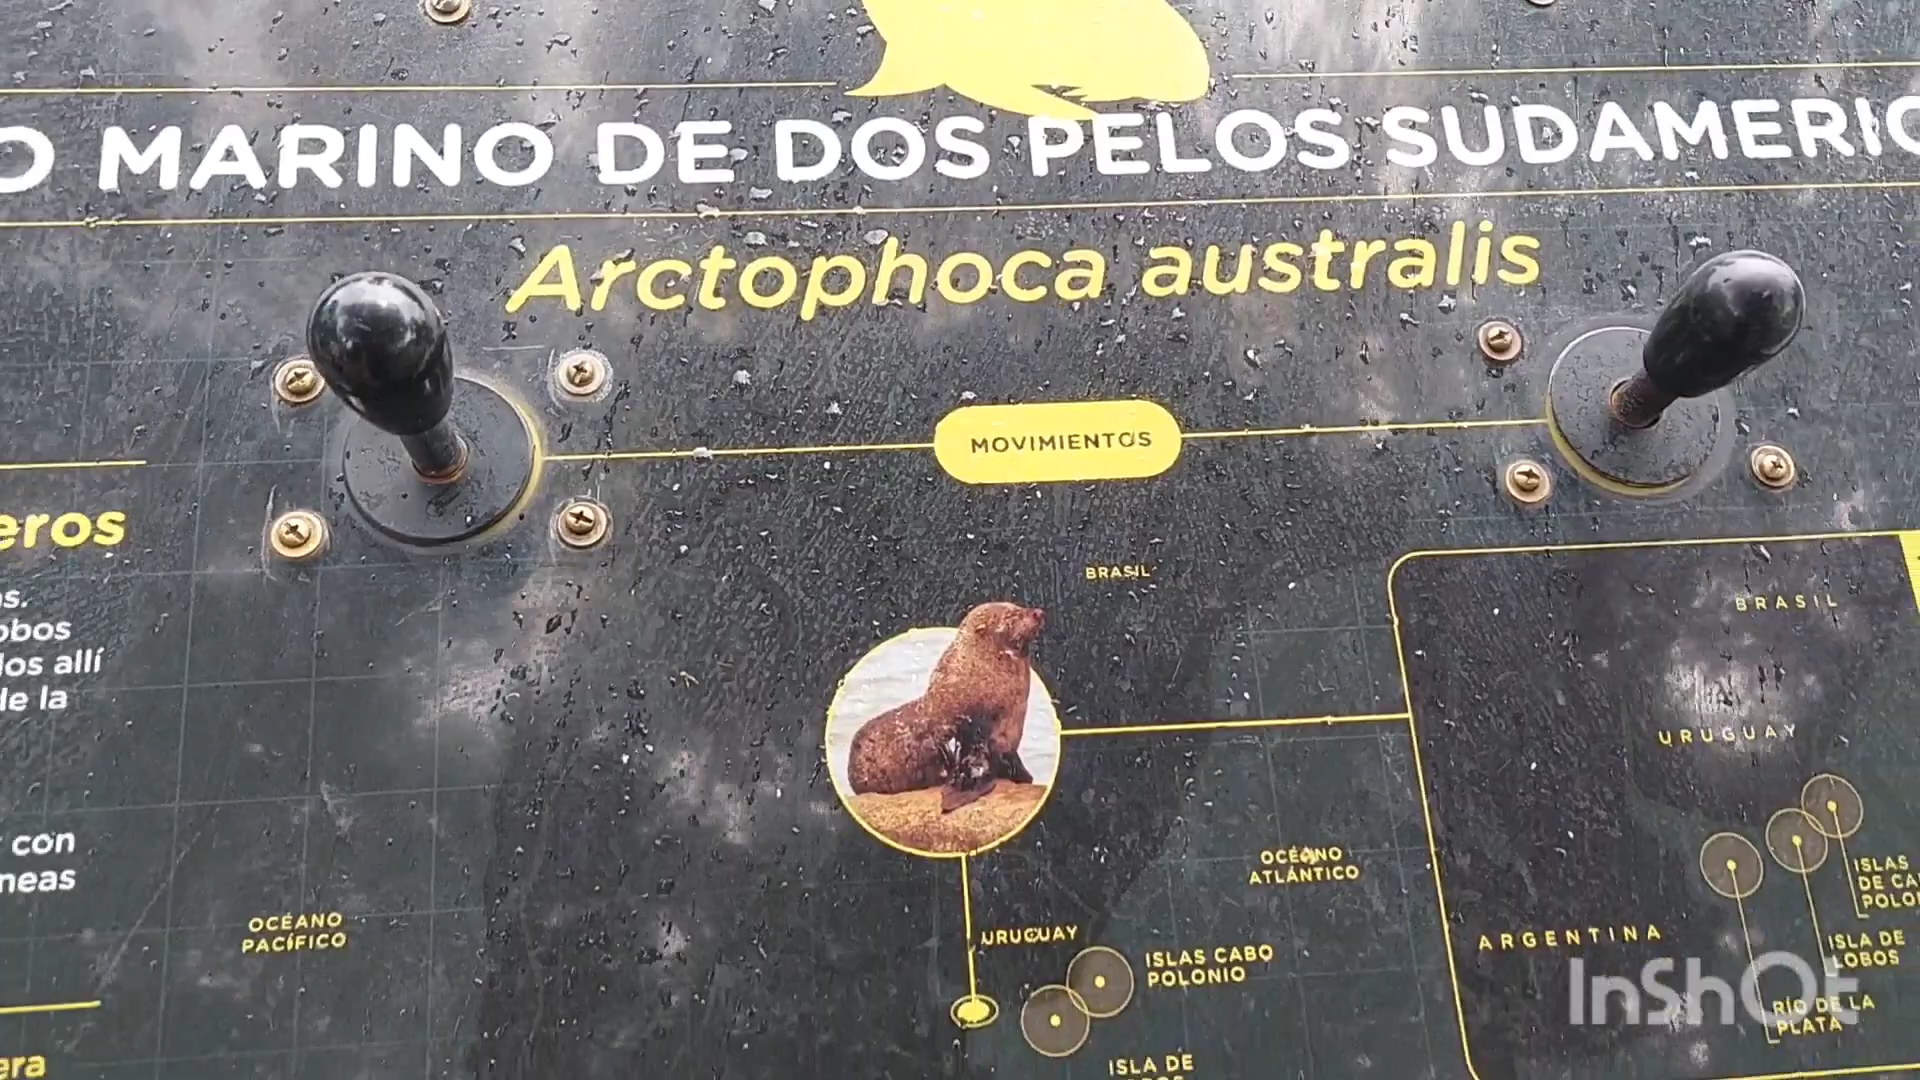 O MARINO DE DOS PELOS SUDAMERIC
Arctophoca australis
MOVIMIENTOS
eros
as.
obos
los allí
de la
con
neas
era
BRASIL
OCÉANO
PACÍFICO
OCÉANO
ATLÁNTICO
URUGUAY
ISLAS CABO
POLONIO
ISLA DE
BRASIL
URUGUAY
ARGENTINA
ISLAS
DE CA
POLO
ISLA DE
LOBOS
RÍO DE LA
PLATA
InShOt